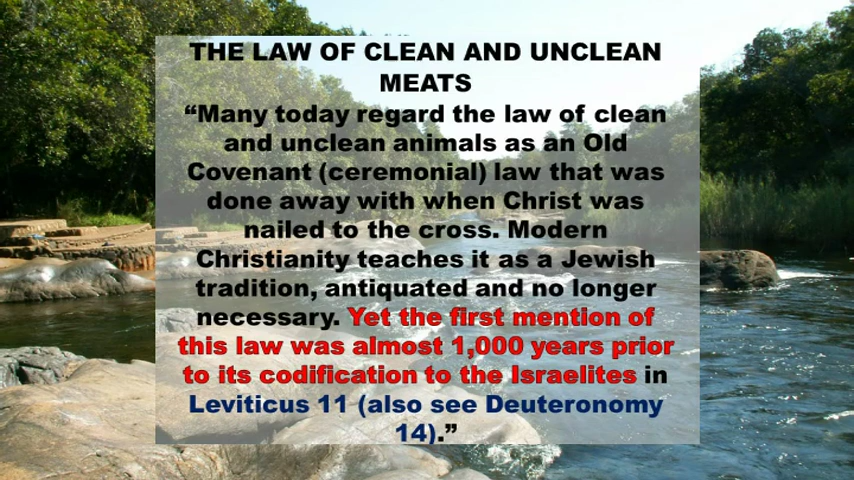 THE LAW OF CLEAN AND UNCLEAN
MEATS
“Many today regard the law of clean
and unclean animals as an Old
Covenant (ceremonial) law that was
done away with when Christ was
nailed to the cross. Modern
Christianity teaches it as a Jewish
tradition, antiquated and no longer
necessary. Yet the first mention of
this law was almost 1,000 years prior
to its codification to the Israelites in
Leviticus 11 (also see Deuteronomy
14).”